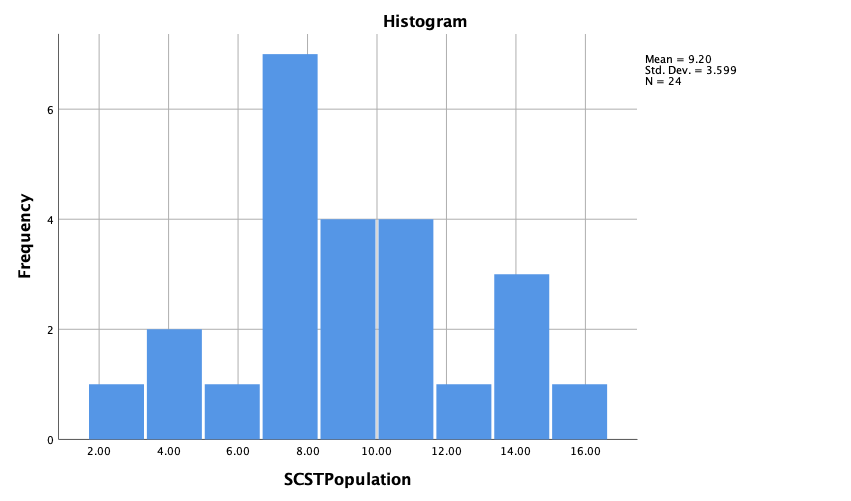 Histogram
Mean = 9.20
Std. Dev. = 3.599
N = 24
6
4
2
0
Frequency
2.00 4.00 6.00 8.00 10.00 12.00 14.00 16.00
SCSTPopulation